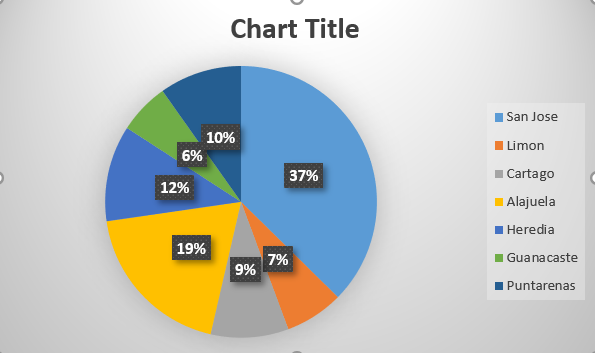 Chart Title
37%
7%
9%
19%
12%
6%
10%
San Jose
Limon
Cartago
Alajuela
Heredia
Guanacaste
Puntarenas